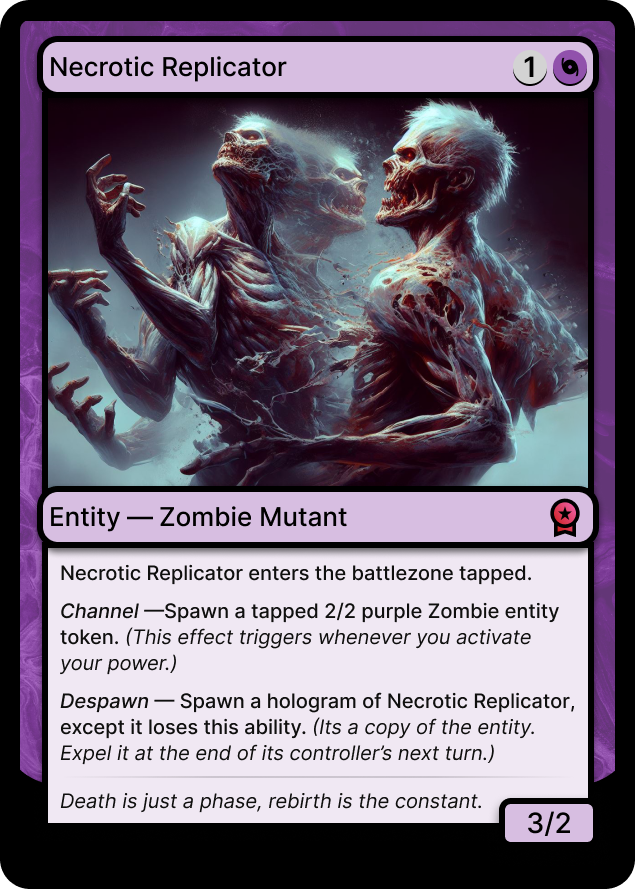 Necrotic Replicator
1
Entity — Zombie Mutant
Necrotic Replicator enters the battlezone tapped.
Channel —Spawn a tapped 2/2 purple Zombie entity
token. (This effect triggers whenever you activate
your power.)
Despawn — Spawn a hologram of Necrotic Replicator,
except it loses this ability. (Its a copy of the entity.
Expel it at the end of its controller’s next turn.)
Death is just a phase, rebirth is the constant.
3/2